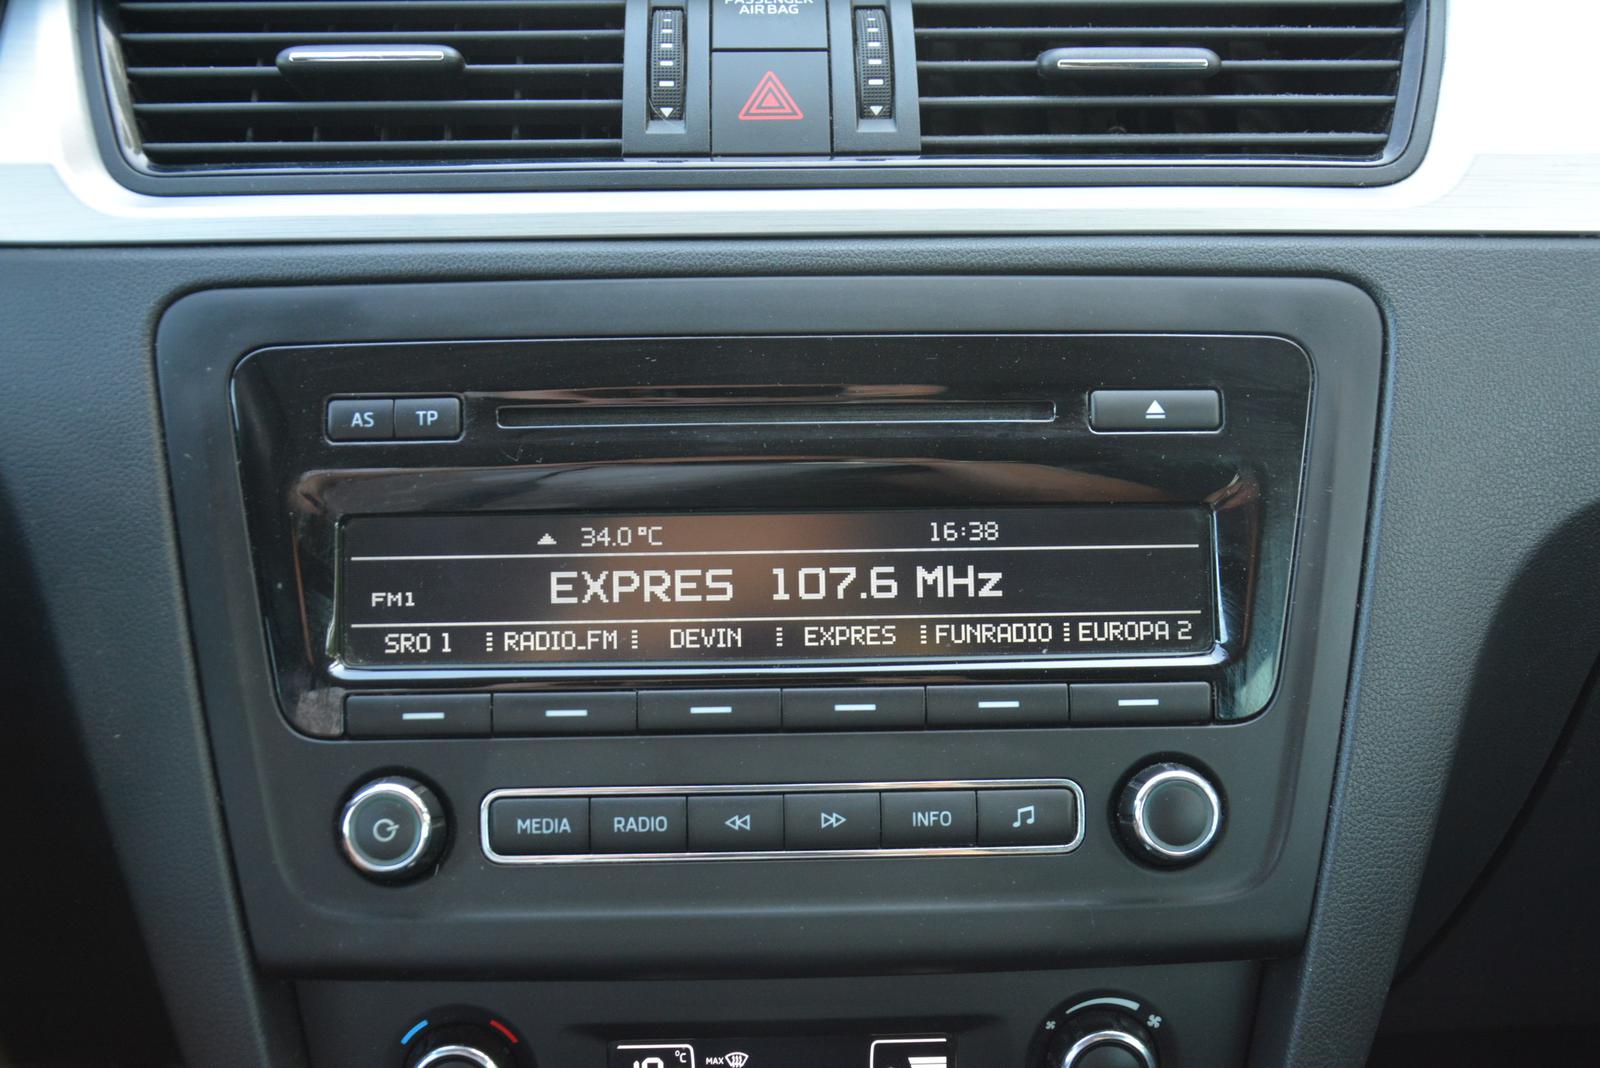 PASSENGER
AIR BAG
AS TP
34.0 °C 16:38
FM1 EXPRES 107.6 MHz
SRO 1 RADIO_FM DEVIN EXPRES FUNRADIO EUROPA 2
MEDIA RADIO INFO
°C MAX